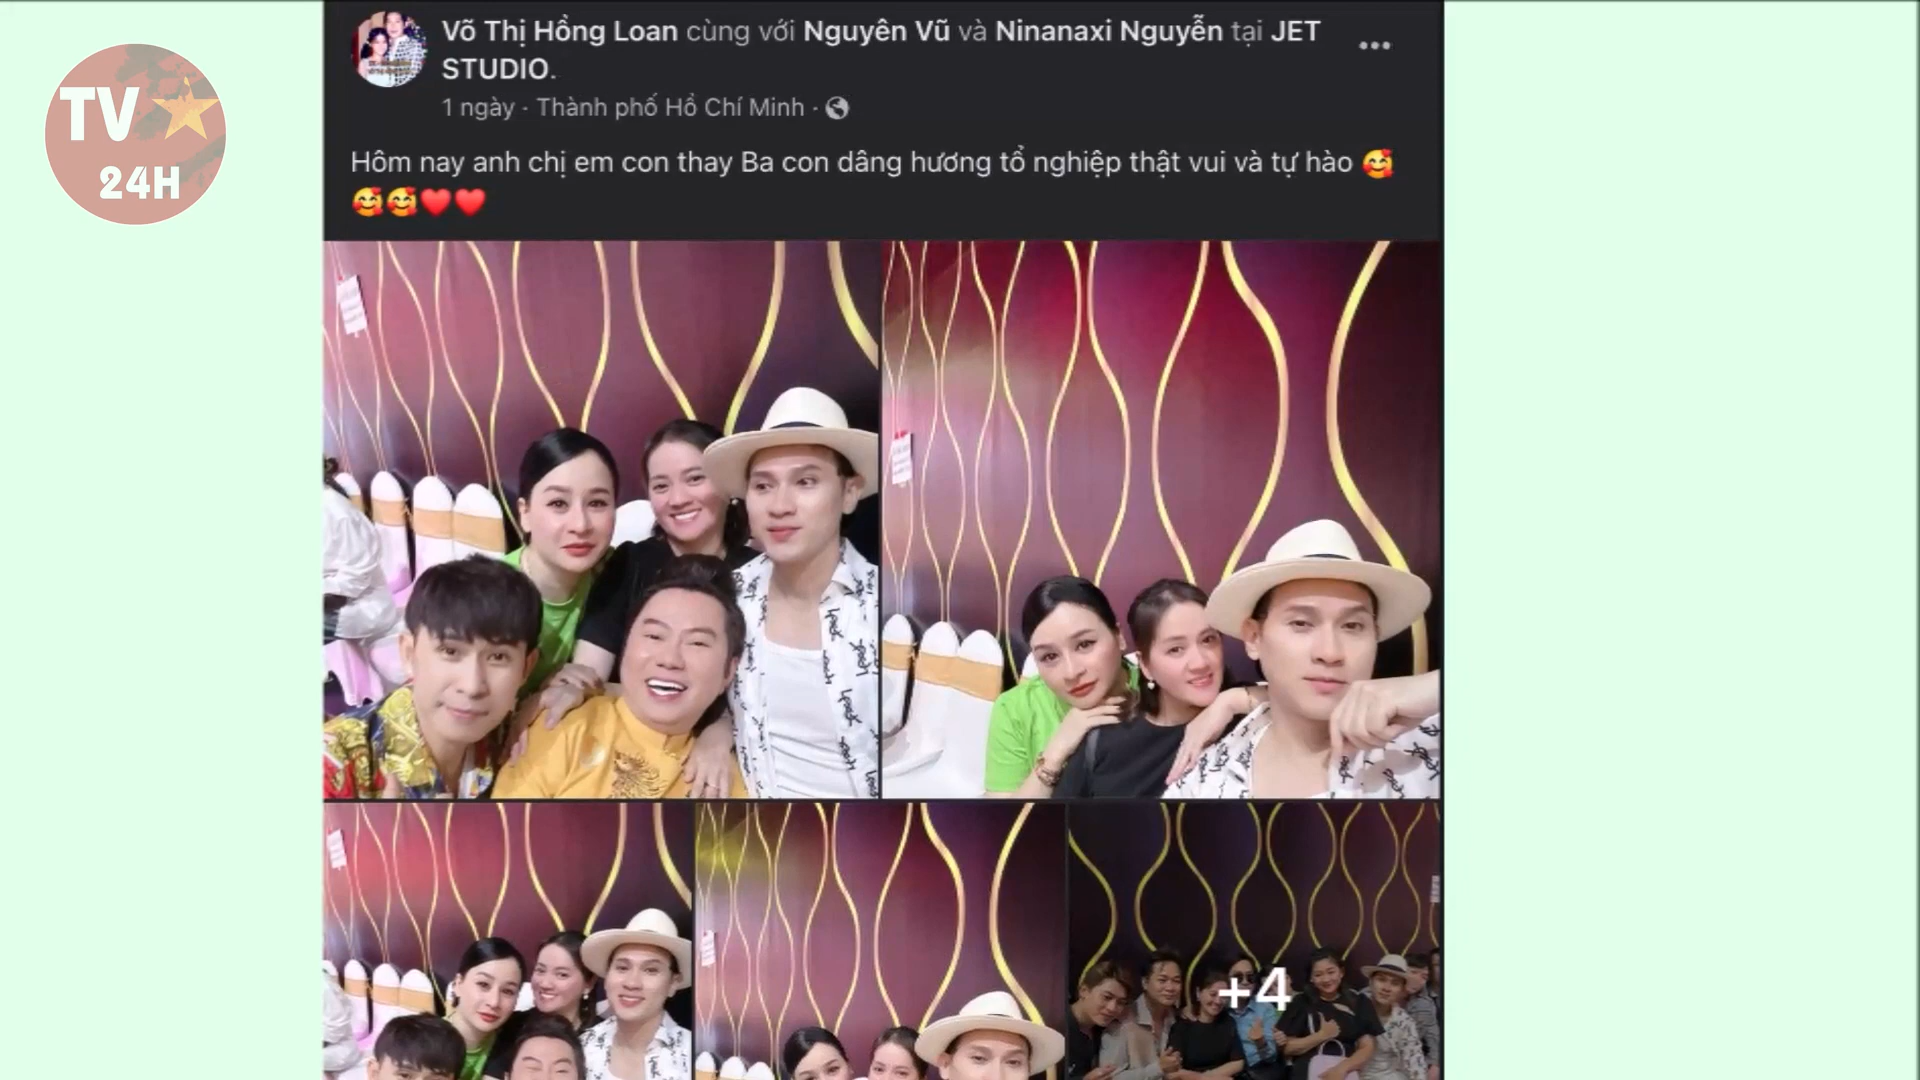 TV
24H
Võ Thị Hồng Loan cùng với Nguyên Vũ và Ninanaxi Nguyễn tại JET
STUDIO.
1 ngày · Thành phố Hồ Chí Minh ·
Hôm nay anh chị em con thay Ba con dâng hương tổ nghiệp thật vui và tự hào 🥰
🥰🥰❤️❤️
+4